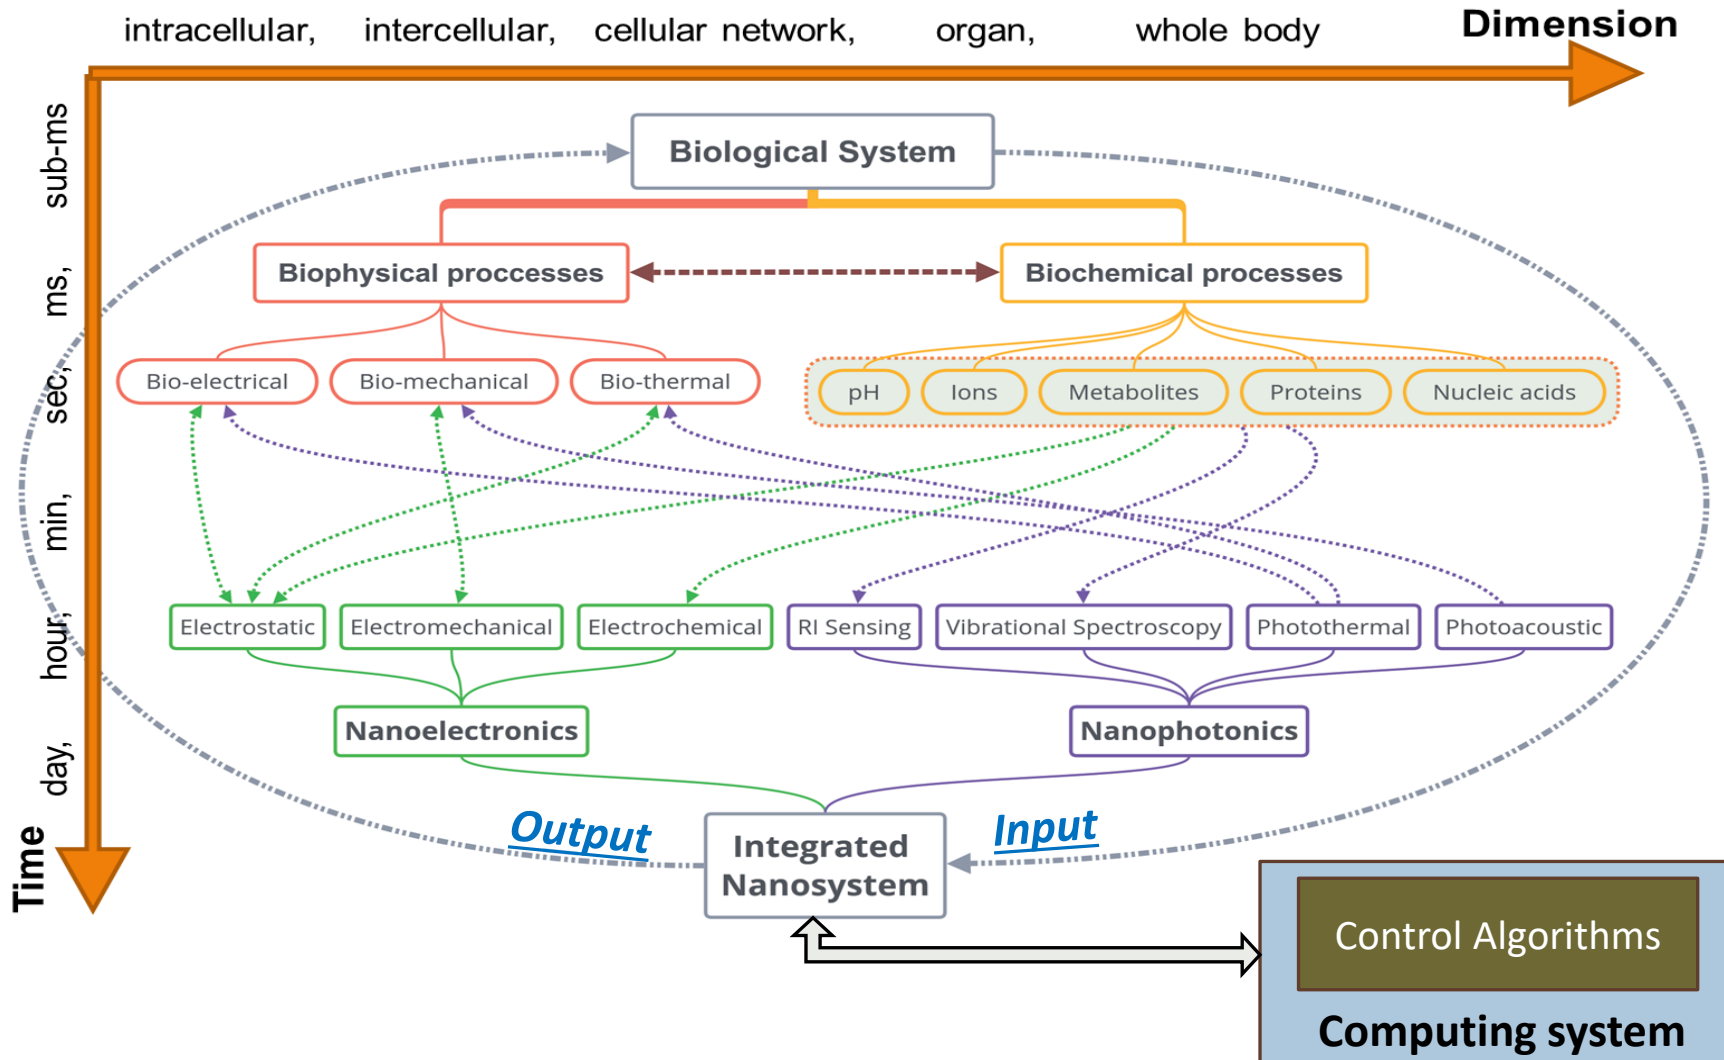 intracellular, intercellular, cellular network, organ, whole body
Dimension
sub-ms
ms,
sec,
min,
hour,
day,
Time
Biological System
Biophysical proccesses
Biochemical processes
Bio-electrical
Bio-mechanical
Bio-thermal
pH
Ions
Metabolites
Proteins
Nucleic acids
Electrostatic
Electromechanical
Electrochemical
RI Sensing
Vibrational Spectroscopy
Photothermal
Photoacoustic
Nanoelectronics
Nanophotonics
Output
Input
Integrated
Nanosystem
Control Algorithms
Computing system